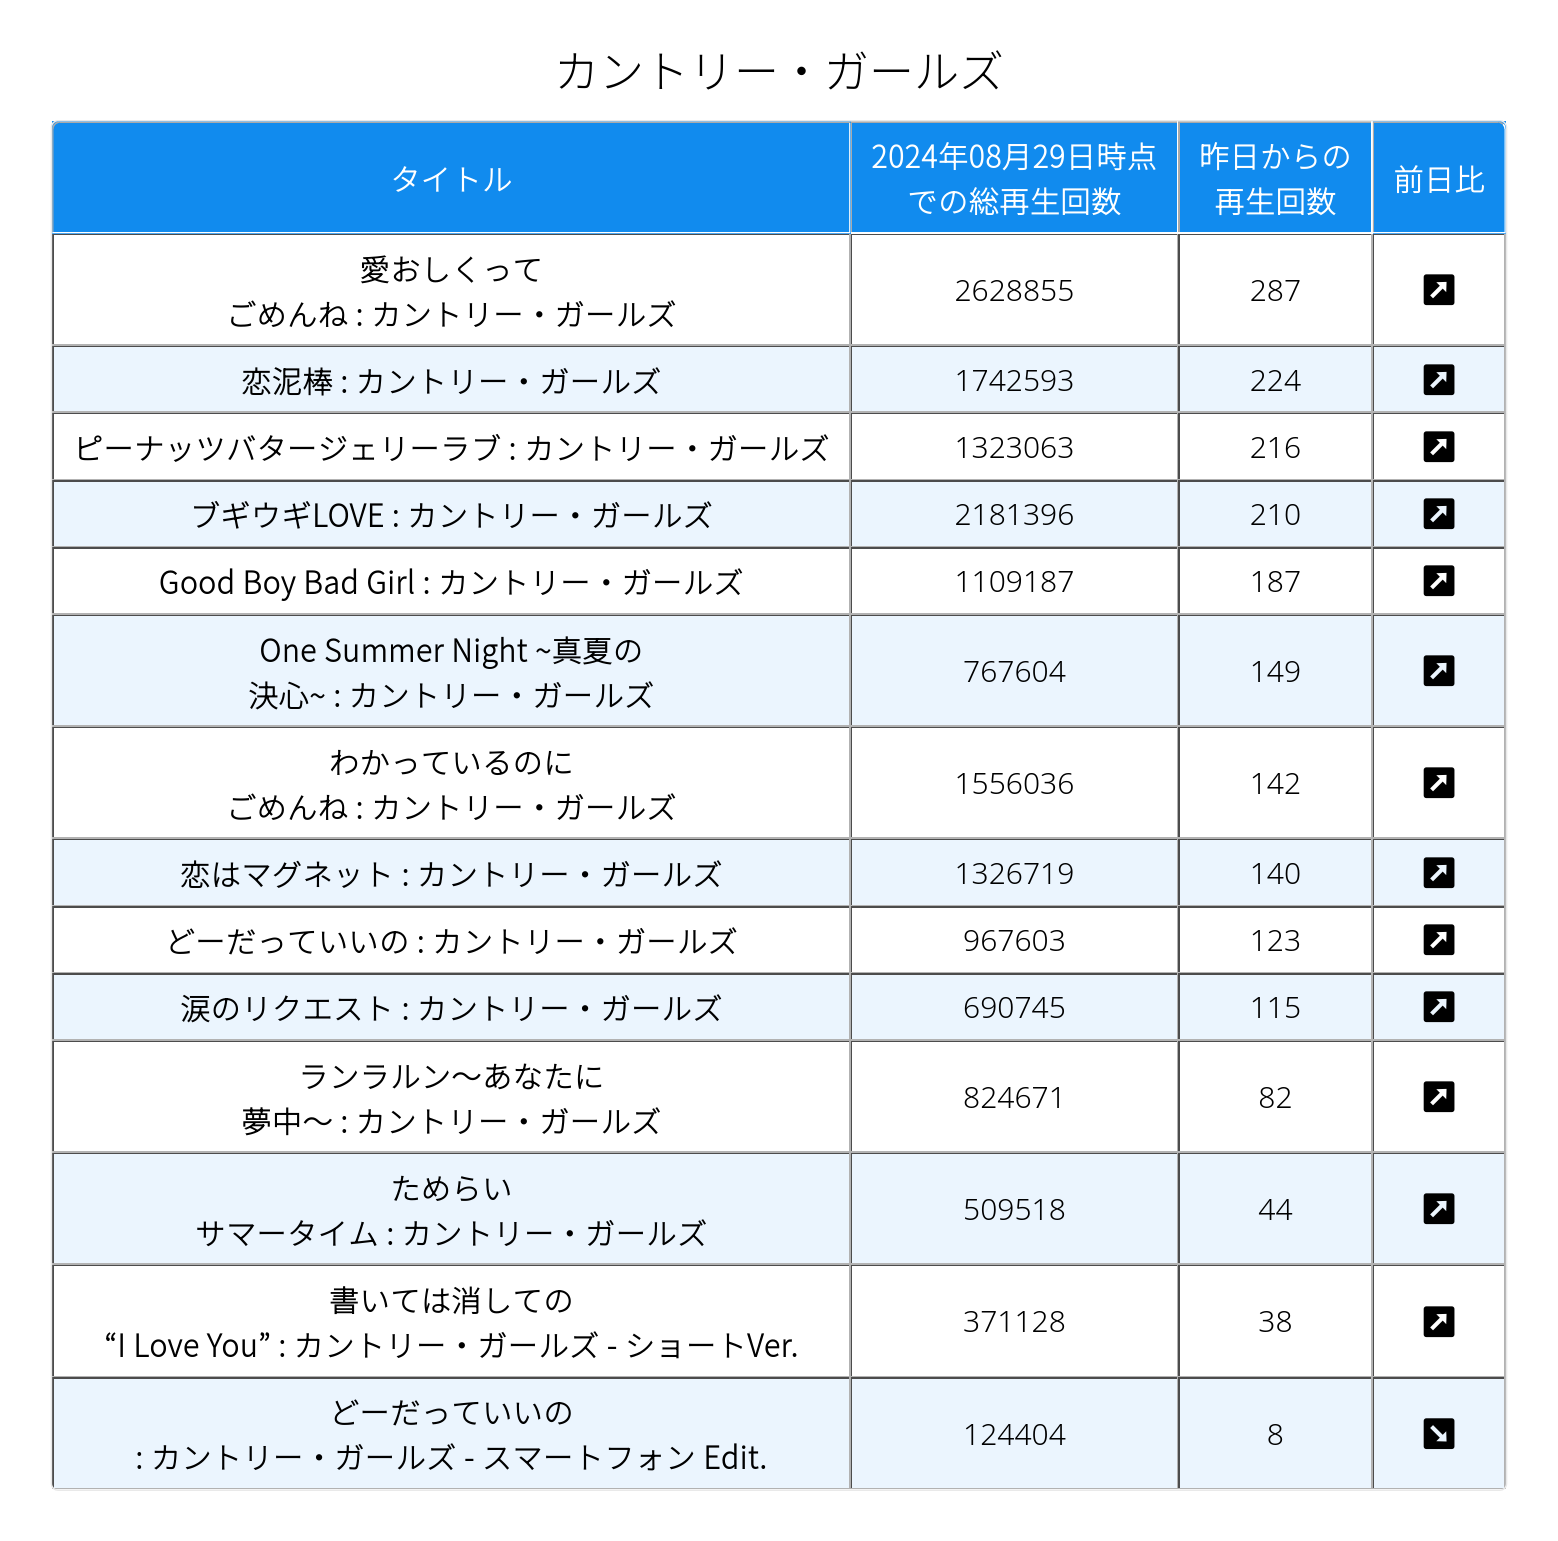 カントリー・ガールズ
タイトル
2024年08月29日時点
での総再生回数
昨日からの
再生回数
前日比
愛おしくって
ごめんね : カントリー・ガールズ
2628855
287
恋泥棒 : カントリー・ガールズ
1742593
224
ピーナッツバタージェリーラブ : カントリー・ガールズ
1323063
216
ブギウギLOVE : カントリー・ガールズ
2181396
210
Good Boy Bad Girl : カントリー・ガールズ
1109187
187
One Summer Night ~真夏の
決心~ : カントリー・ガールズ
767604
149
わかっているのに
ごめんね : カントリー・ガールズ
1556036
142
恋はマグネット : カントリー・ガールズ
1326719
140
どーだっていいの : カントリー・ガールズ
967603
123
涙のリクエスト : カントリー・ガールズ
690745
115
ランラルン〜あなたに
夢中〜 : カントリー・ガールズ
824671
82
ためらい
サマータイム : カントリー・ガールズ
509518
44
書いては消しての
“I Love You” : カントリー・ガールズ - ショートVer.
371128
38
どーだっていいの
: カントリー・ガールズ - スマートフォン Edit.
124404
8